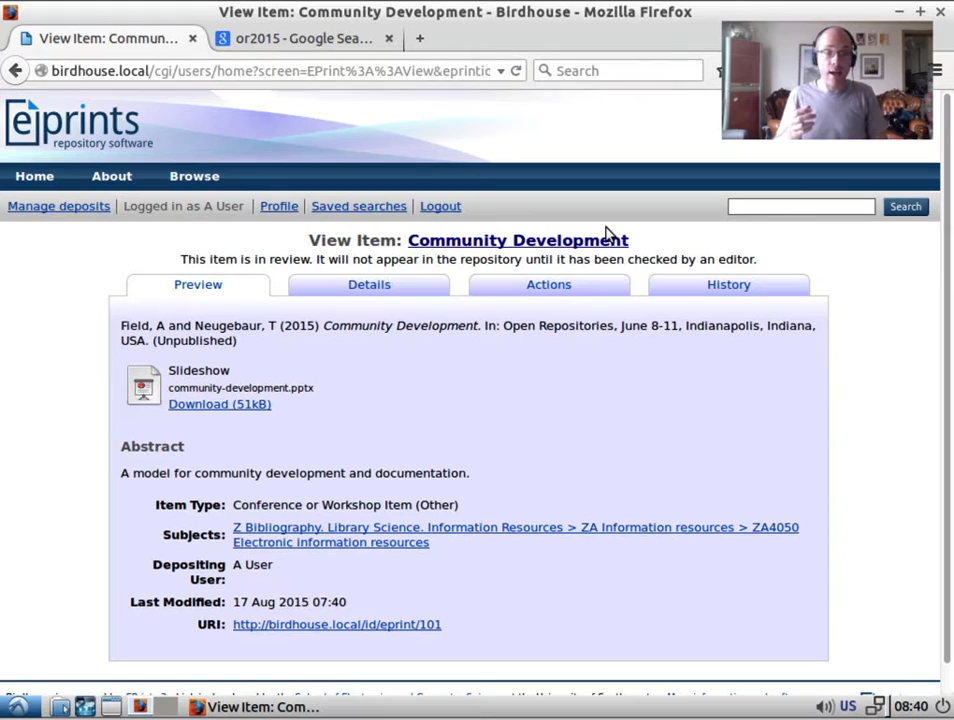 View Item: Community Development - Birdhouse - Mozilla Firefox
View Item: Commun... × or2015 - Google Sea... × +
birdhouse.local/cgi/users/home?screen=EPrint%3A%3AView&eprintic Search
eprints
repository software
Home About Browse
Manage deposits | Logged in as A User | Profile | Saved searches | Logout Search
View Item: Community Development
This item is in review. It will not appear in the repository until it has been checked by an editor.
Preview Details Actions History
Field, A and Neugebaur, T (2015) Community Development. In: Open Repositories, June 8-11, Indianapolis, Indiana,
USA. (Unpublished)
Slideshow
community-development.pptx
Download (51kB)
Abstract
A model for community development and documentation.
Item Type: Conference or Workshop Item (Other)
Subjects: Z Bibliography. Library Science. Information Resources > ZA Information resources > ZA4050
Electronic information resources
Depositing User: A User
Last Modified: 17 Aug 2015 07:40
URI: http://birdhouse.local/id/eprint/101
View Item: Com... US 08:40